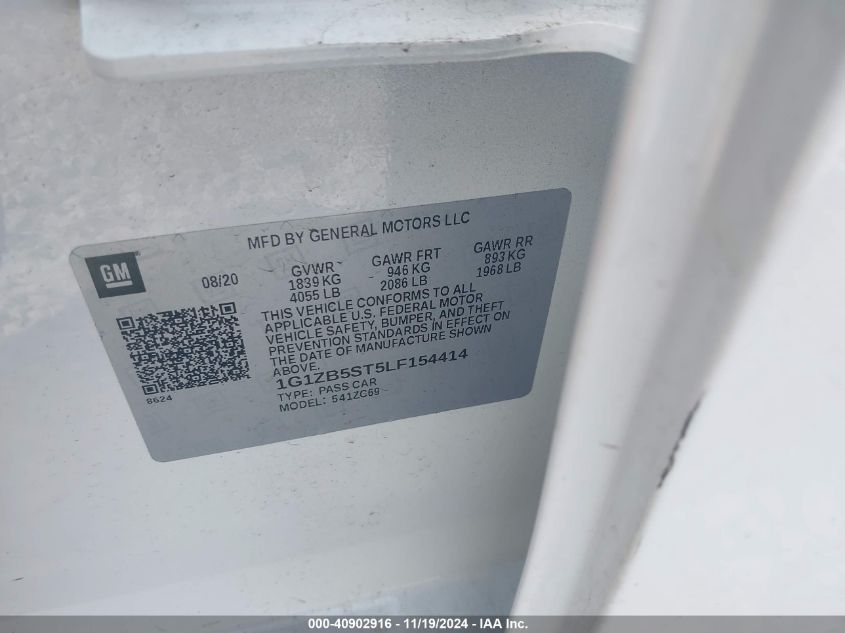 MFD BY GENERAL MOTORS LLC
GM
08/20
GVWR
1839 KG
4055 LB
GAWR FRT
946 KG
2086 LB
GAWR RR
893 KG
1968 LB
THIS VEHICLE CONFORMS TO ALL
APPLICABLE U.S. FEDERAL MOTOR
VEHICLE SAFETY, BUMPER, AND THEFT
PREVENTION STANDARDS IN EFFECT ON
THE DATE OF MANUFACTURE SHOWN
ABOVE.
1G1ZB5ST5LF154414
TYPE: PASS CAR
MODEL: 541ZC69
8624
000-40902916 - 11/19/2024 - IAA Inc.